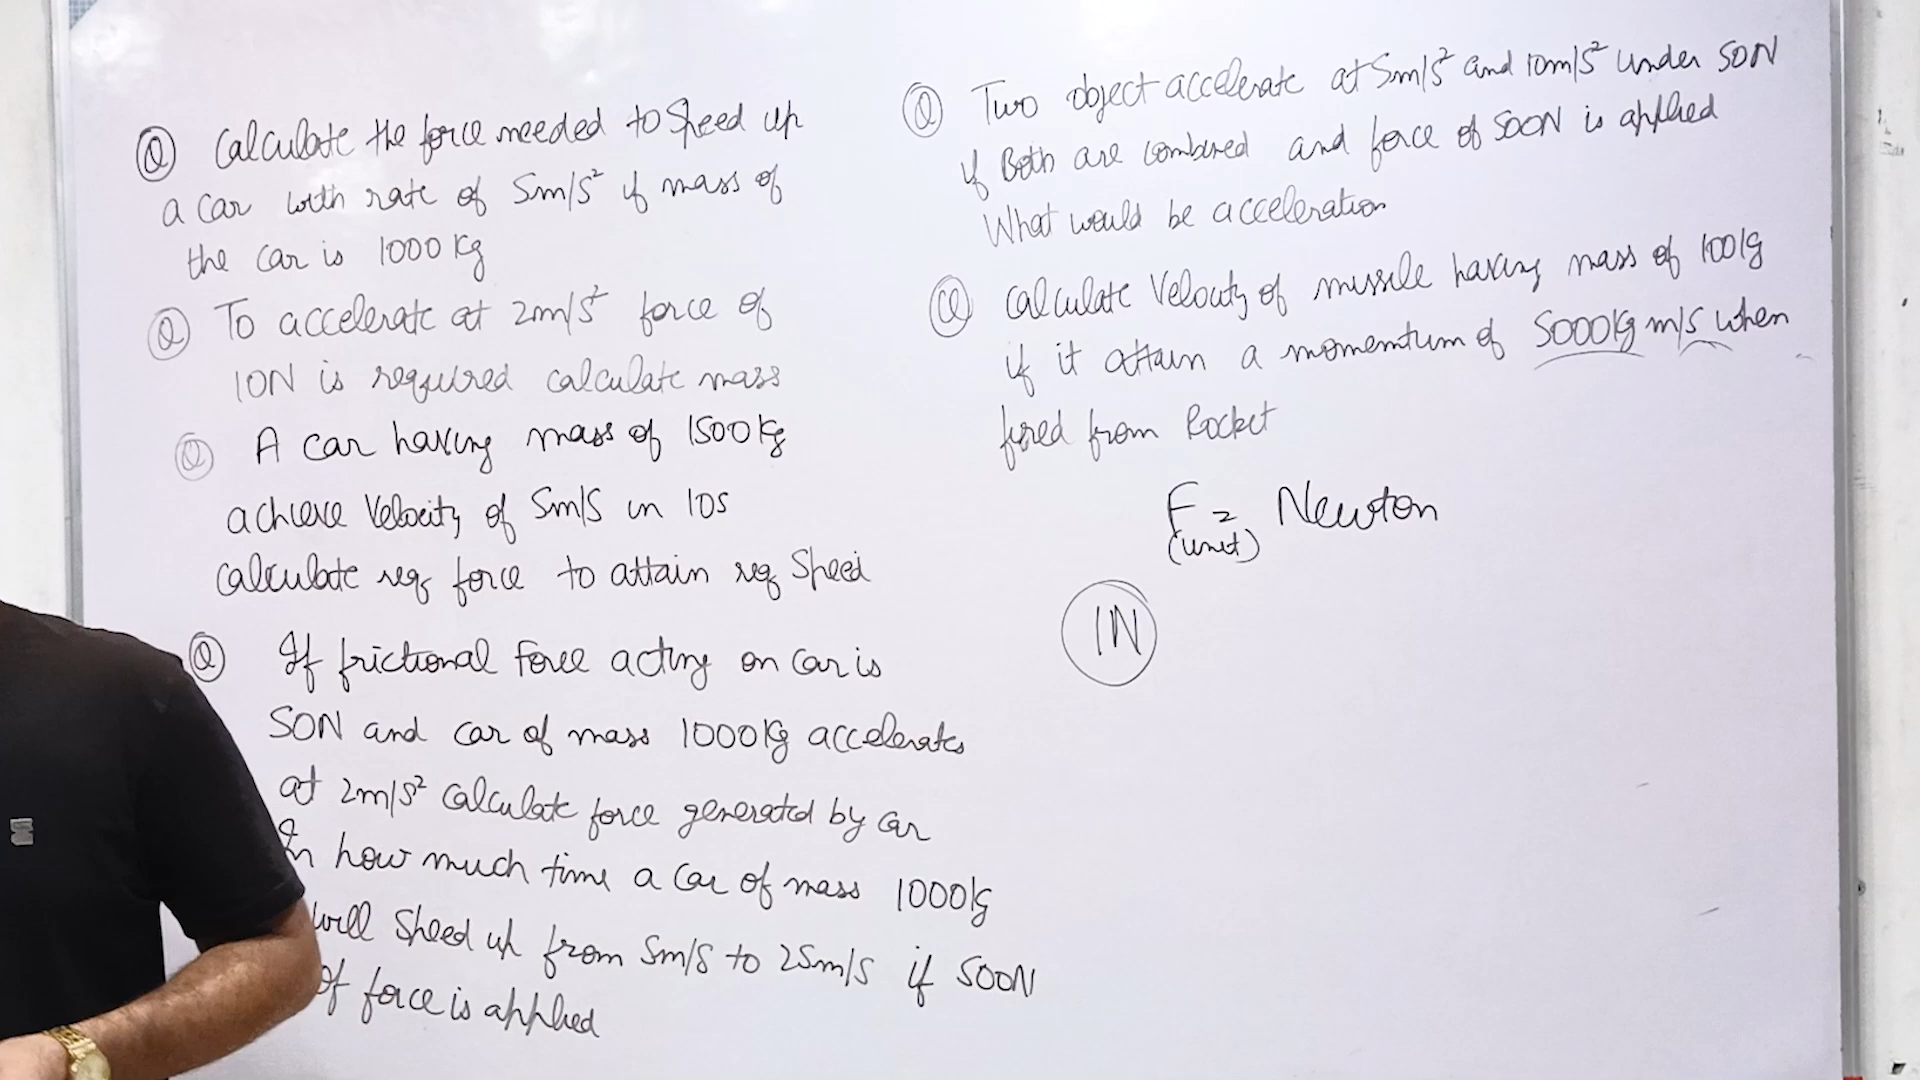 Q Calculate the force needed to speed up
a car with rate of 5m/s² if mass of
the car is 1000 kg
Q To accelerate at 2m/s² force of
10N is required calculate mass
Q A car having mass of 1500 kg
achieve velocity of 5m/s in 10s
calculate req force to attain req speed
Q If frictional force acting on car is
50N and car of mass 1000kg accelerates
at 2m/s² calculate force generated by car
In how much time a car of mass 1000kg
will speed up from 5m/s to 25m/s if 500N
of force is applied
Q Two object accelerate at 5m/s² and 10m/s² under 50N
if Both are combined and force of 500N is applied
What would be acceleration
Q Calculate velocity of missile having mass of 100kg
if it attain a momentum of 5000kg m/s when
fired from Rocket
F = Newton
(unit)
1N